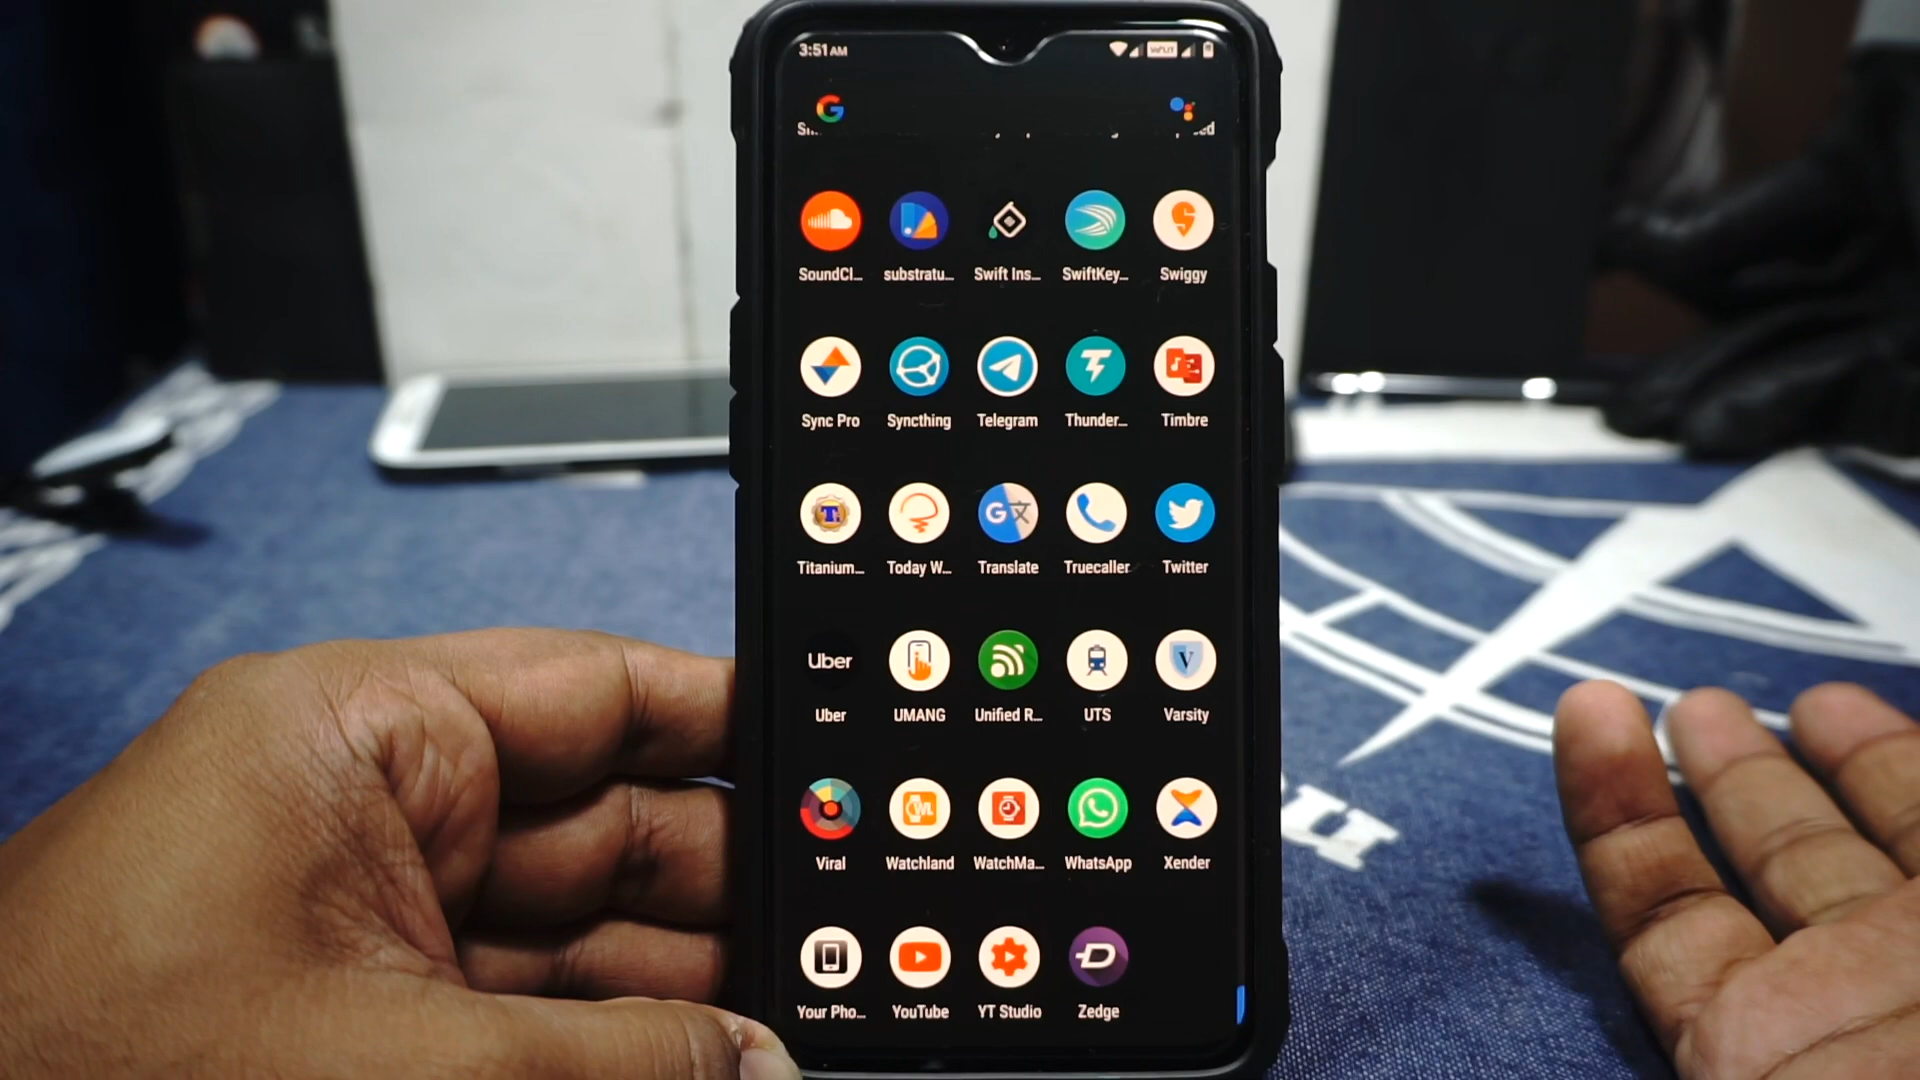 3:51 AM
SoundCl... substratu... Swift Ins... SwiftKey... Swiggy
Sync Pro Syncthing Telegram Thunder... Timbre
Titanium... Today W... Translate Truecaller Twitter
Uber
Uber UMANG Unified R... UTS Varsity
Viral Watchland WatchMa... WhatsApp Xender
Your Pho... YouTube YT Studio Zedge